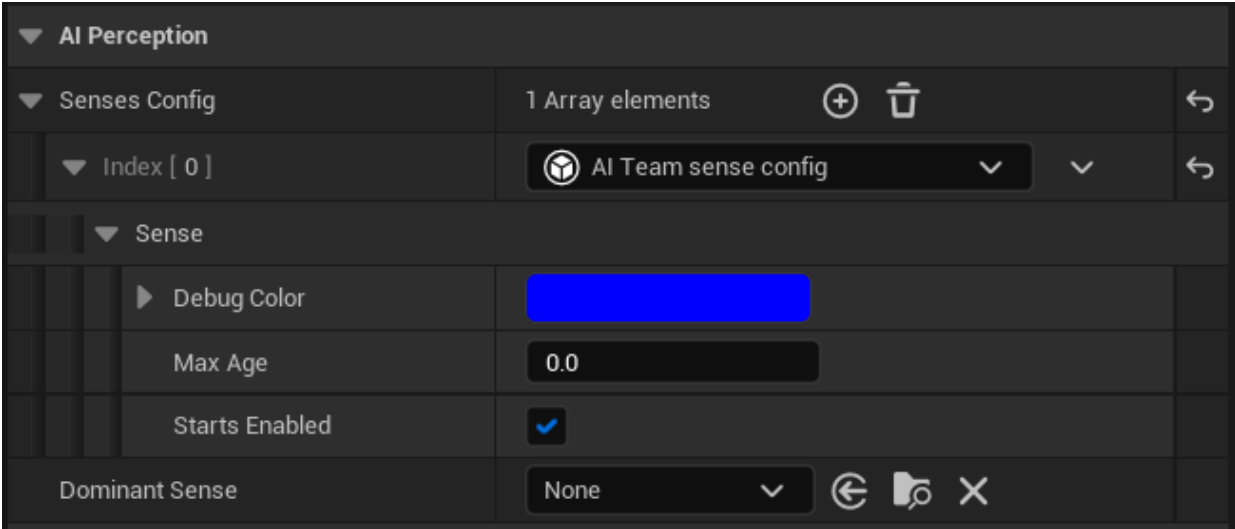 AI Perception
Senses Config 1 Array elements
Index [ 0 ] AI Team sense config
Sense
Debug Color
Max Age 0.0
Starts Enabled
Dominant Sense None